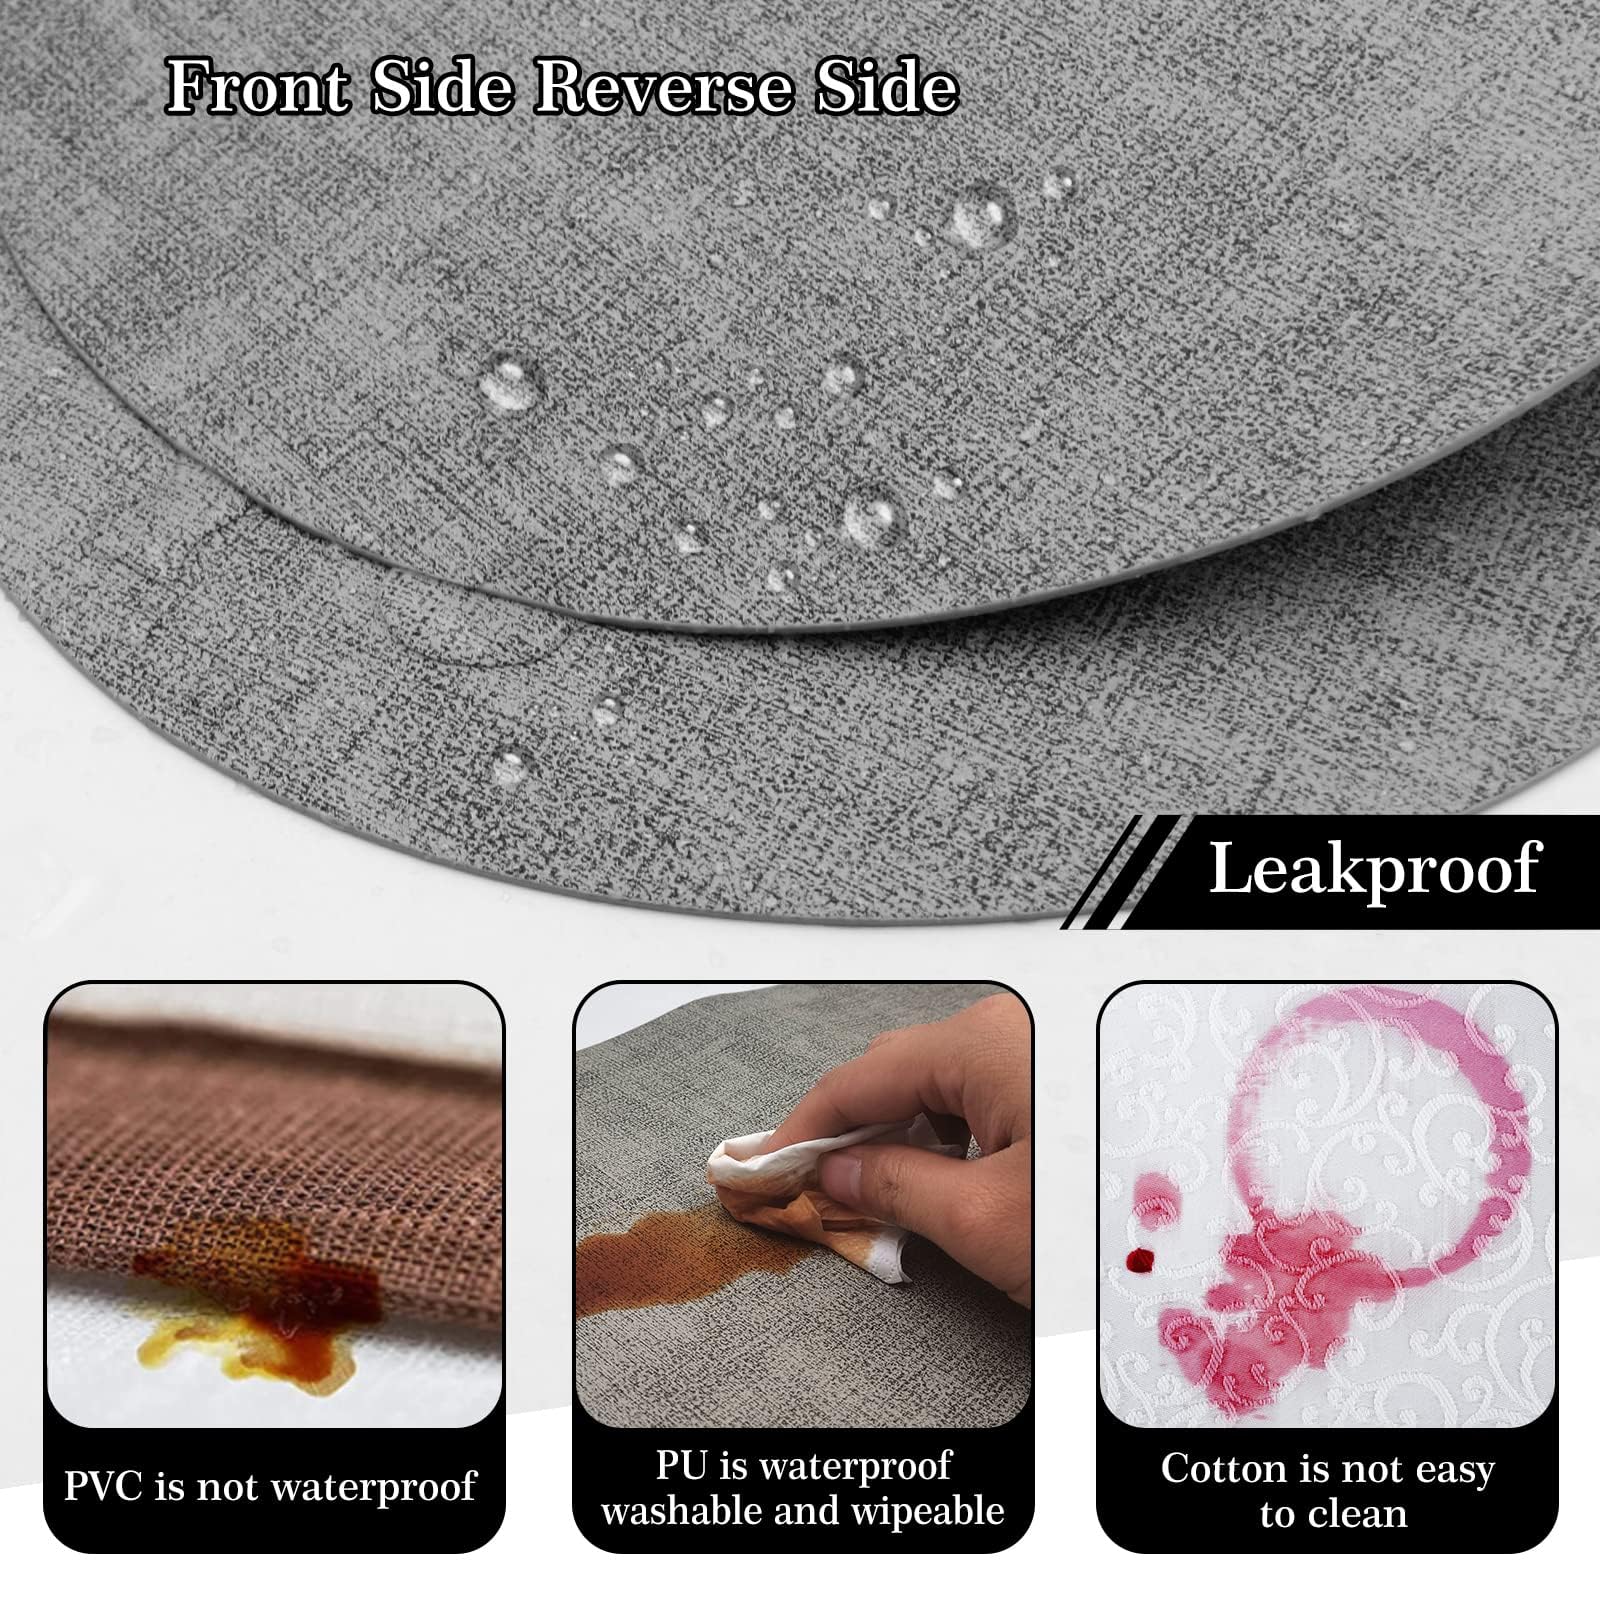 Front Side Reverse Side
Leakproof
PVC is not waterproof
PU is waterproof
washable and wipeable
Cotton is not easy
to clean